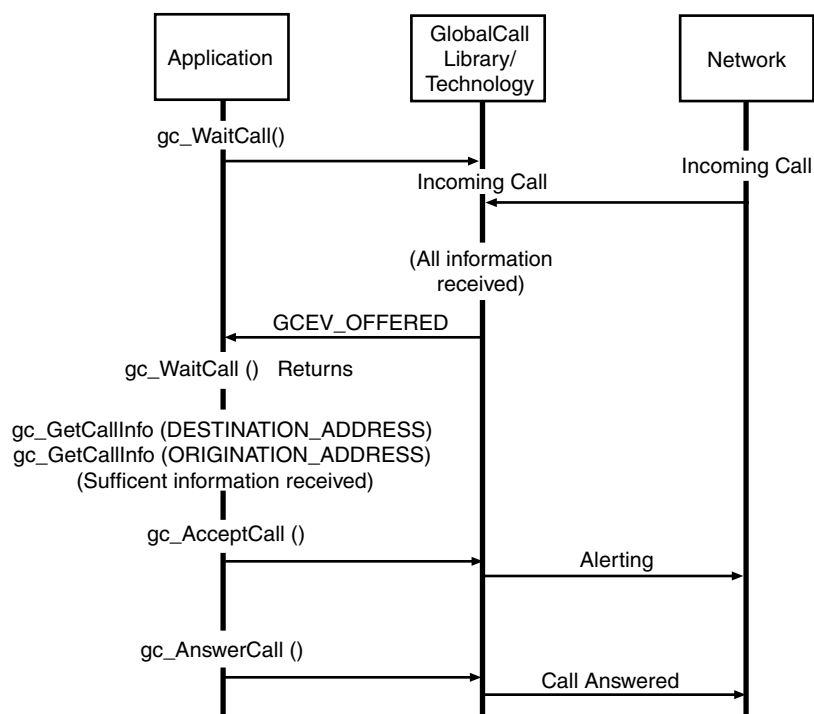 Application
GlobalCall
Library/
Technology
Network
gc_WaitCall()
Incoming Call
Incoming Call
(All information
received)
GCEV_OFFERED
gc_WaitCall () Returns
gc_GetCallInfo (DESTINATION_ADDRESS)
gc_GetCallInfo (ORIGINATION_ADDRESS)
(Sufficent information received)
gc_AcceptCall ()
Alerting
gc_AnswerCall ()
Call Answered